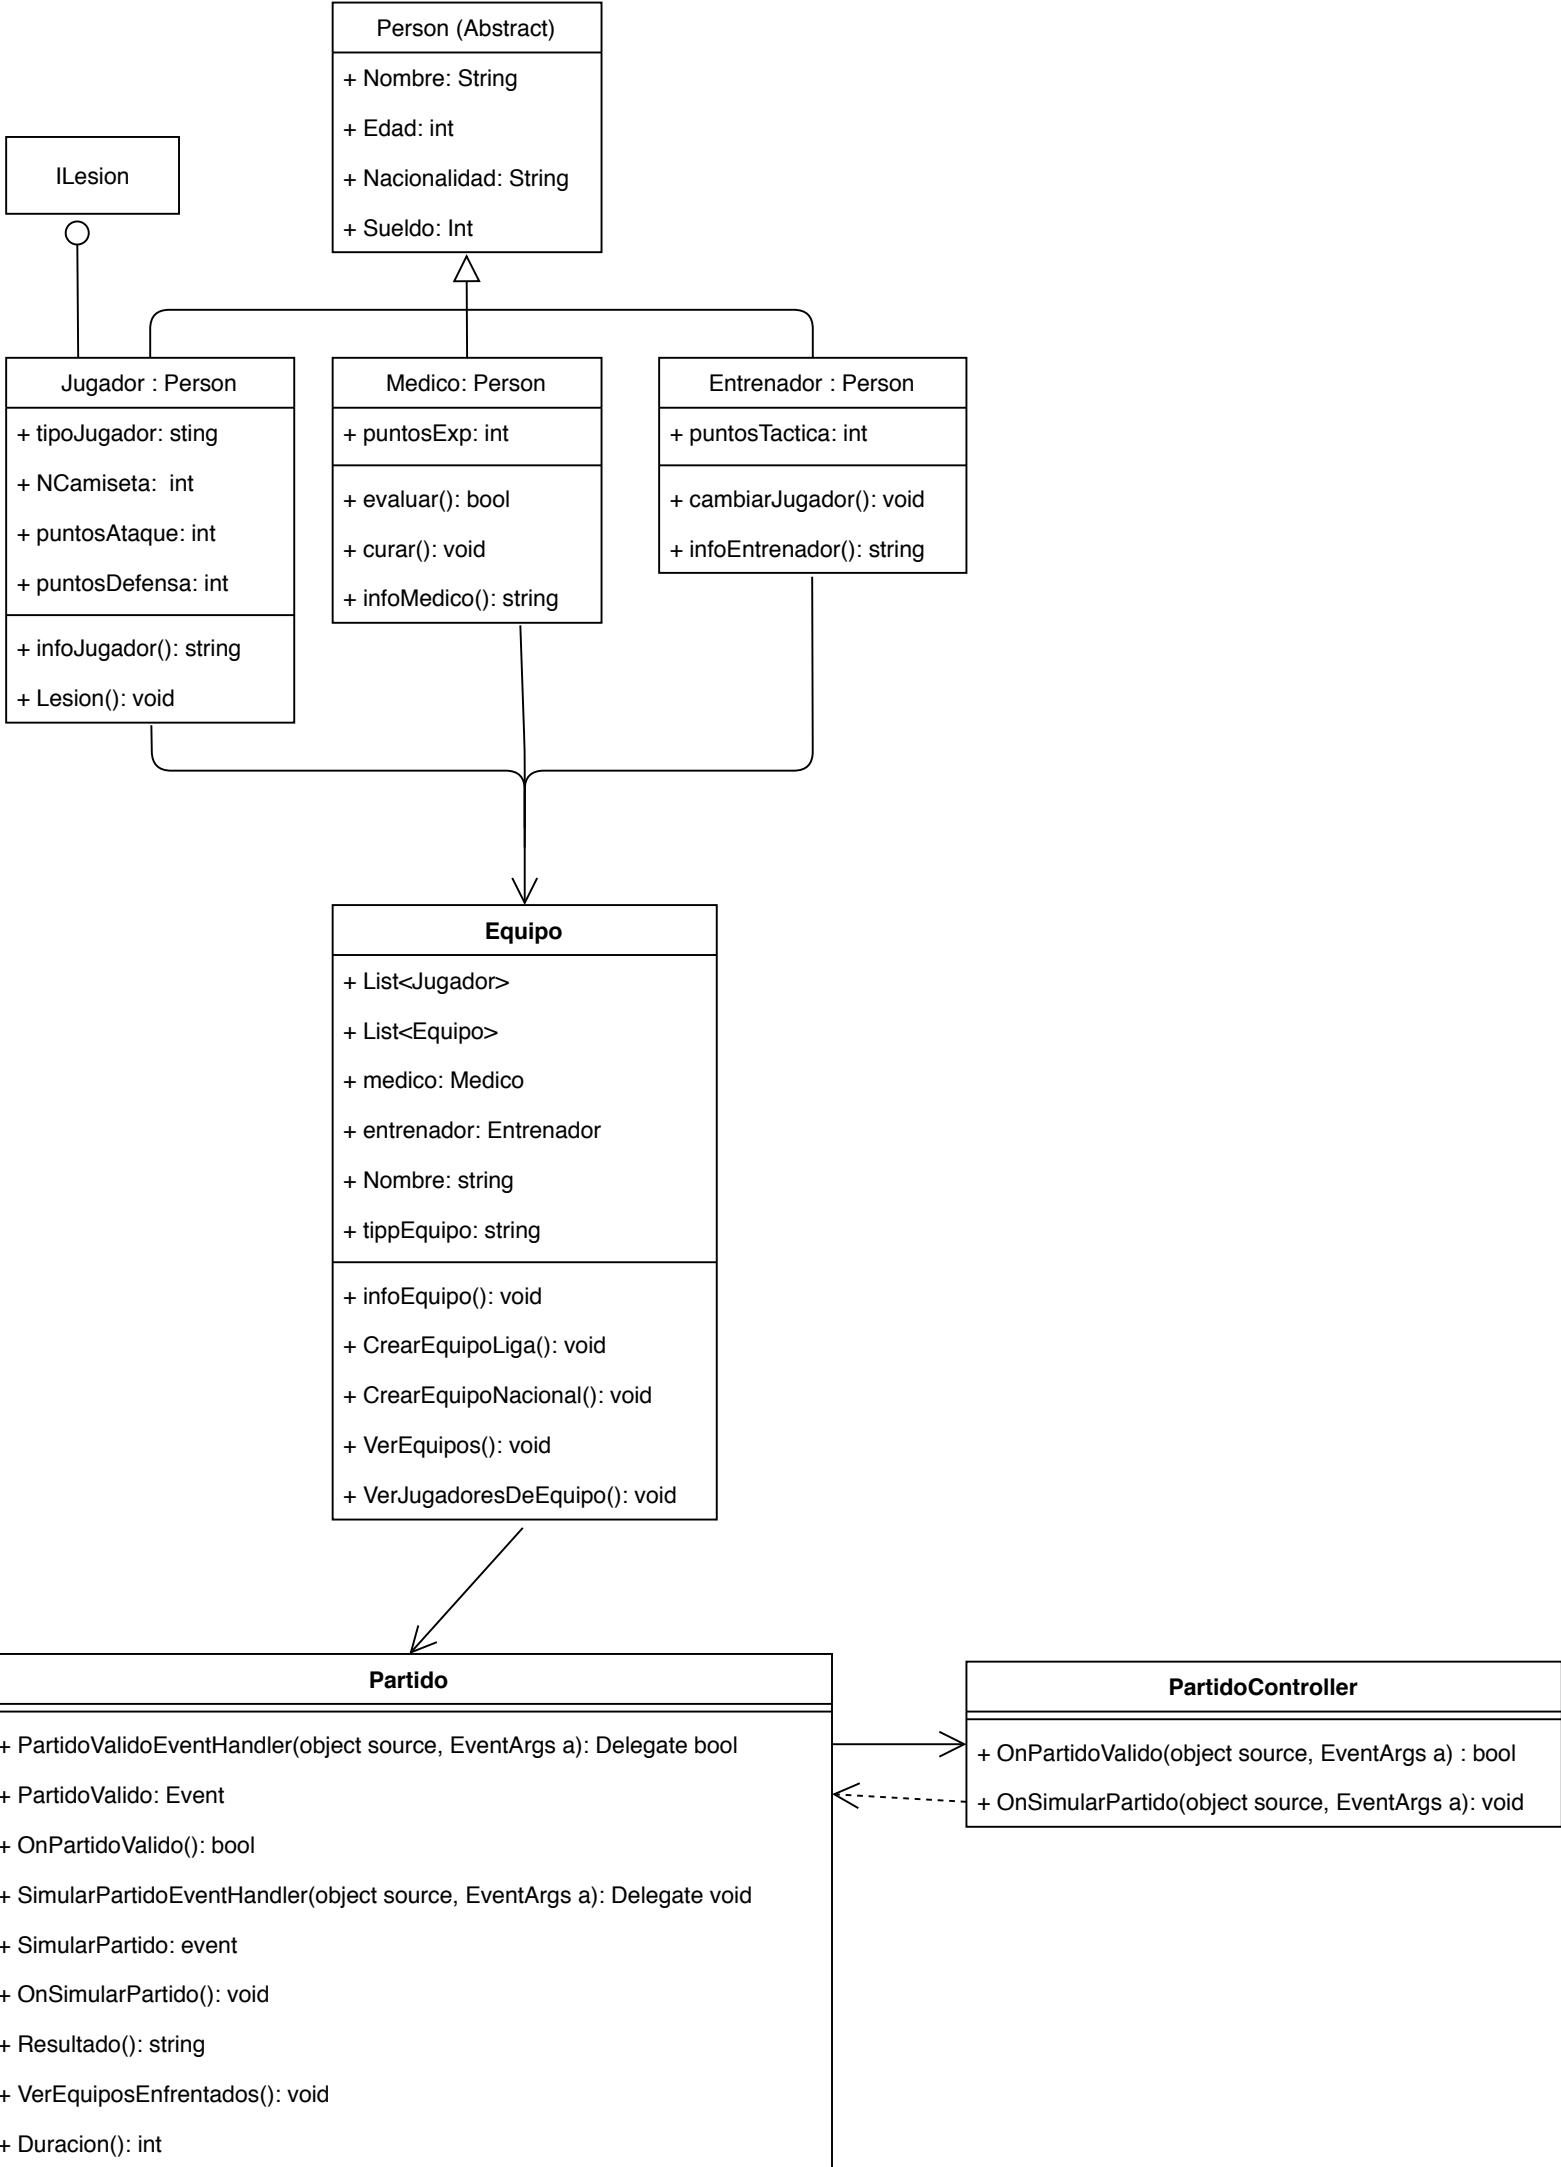 Person (Abstract)
+ Nombre: String
+ Edad: int
+ Nacionalidad: String
+ Sueldo: Int
ILesion
Jugador : Person
+ tipoJugador: sting
+ NCamiseta:  int
+ puntosAtaque: int
+ puntosDefensa: int
+ infoJugador(): string
+ Lesion(): void
Medico: Person
+ puntosExp: int
+ evaluar(): bool
+ curar(): void
+ infoMedico(): string
Entrenador : Person
+ puntosTactica: int
+ cambiarJugador(): void
+ infoEntrenador(): string
Equipo
+ List<Jugador>
+ List<Equipo>
+ medico: Medico
+ entrenador: Entrenador
+ Nombre: string
+ tippEquipo: string
+ infoEquipo(): void
+ CrearEquipoLiga(): void
+ CrearEquipoNacional(): void
+ VerEquipos(): void
+ VerJugadoresDeEquipo(): void
Partido
+ PartidoValidoEventHandler(object source, EventArgs a): Delegate bool
+ PartidoValido: Event
+ OnPartidoValido(): bool
+ SimularPartidoEventHandler(object source, EventArgs a): Delegate void
+ SimularPartido: event
+ OnSimularPartido(): void
+ Resultado(): string
+ VerEquiposEnfrentados(): void
+ Duracion(): int
PartidoController
+ OnPartidoValido(object source, EventArgs a) : bool
+ OnSimularPartido(object source, EventArgs a): void